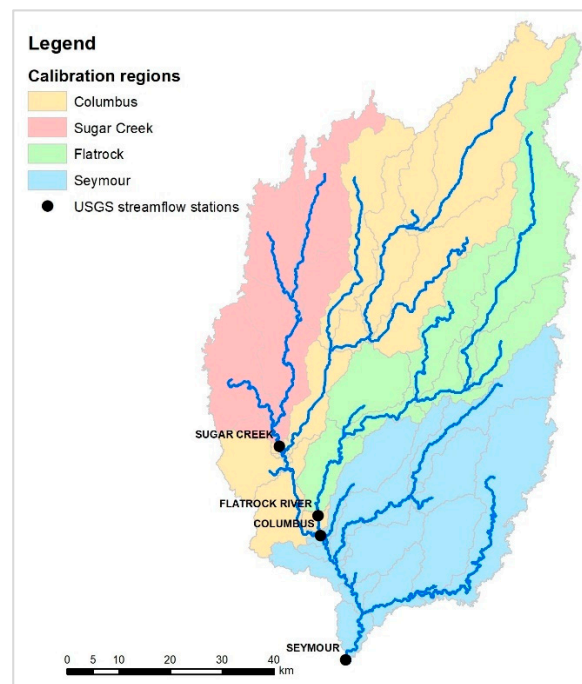 Legend
Calibration regions
Columbus
Sugar Creek
Flatrock
Seymour
USGS streamflow stations
SUGAR CREEK
FLATROCK RIVER
COLUMBUS
SEYMOUR
0 5 10 20 30 40
km